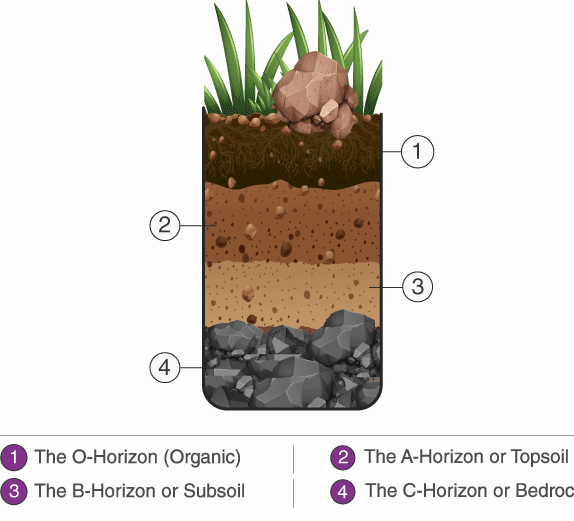 1
2
3
4
1 The O-Horizon (Organic)
2 The A-Horizon or Topsoil
3 The B-Horizon or Subsoil
4 The C-Horizon or Bedroc